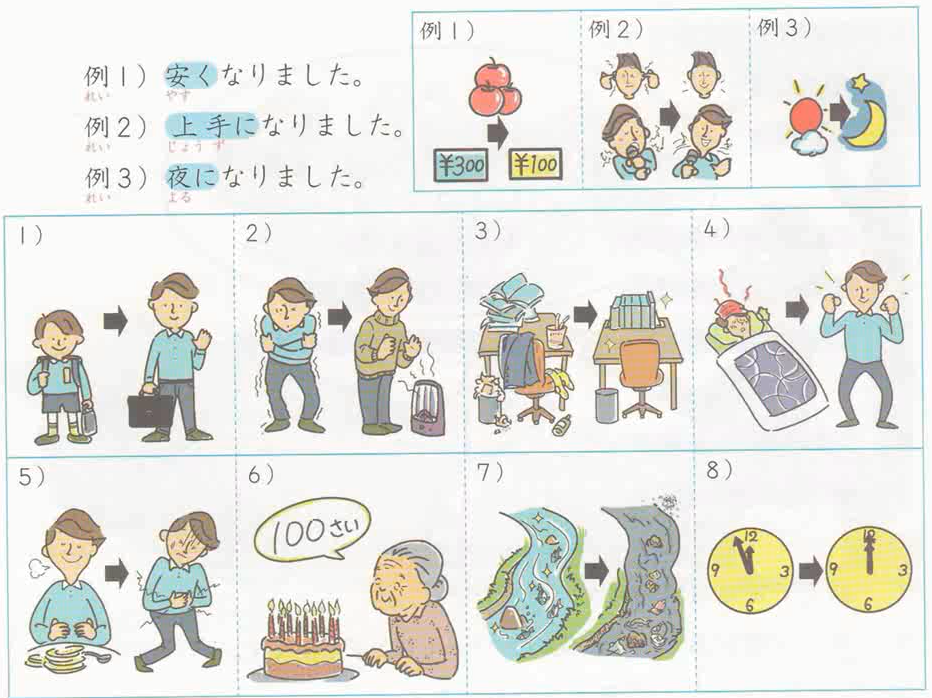 例1) 安くなりました。
れい やす
例2) 上手になりました。
れい じょうず
例3) 夜になりました。
れい よる
例1)
¥300 ¥100
例2)
例3)
1)
2)
3)
4)
5)
6)
100さい
7)
8)
12
9 3
6
12
9 3
6